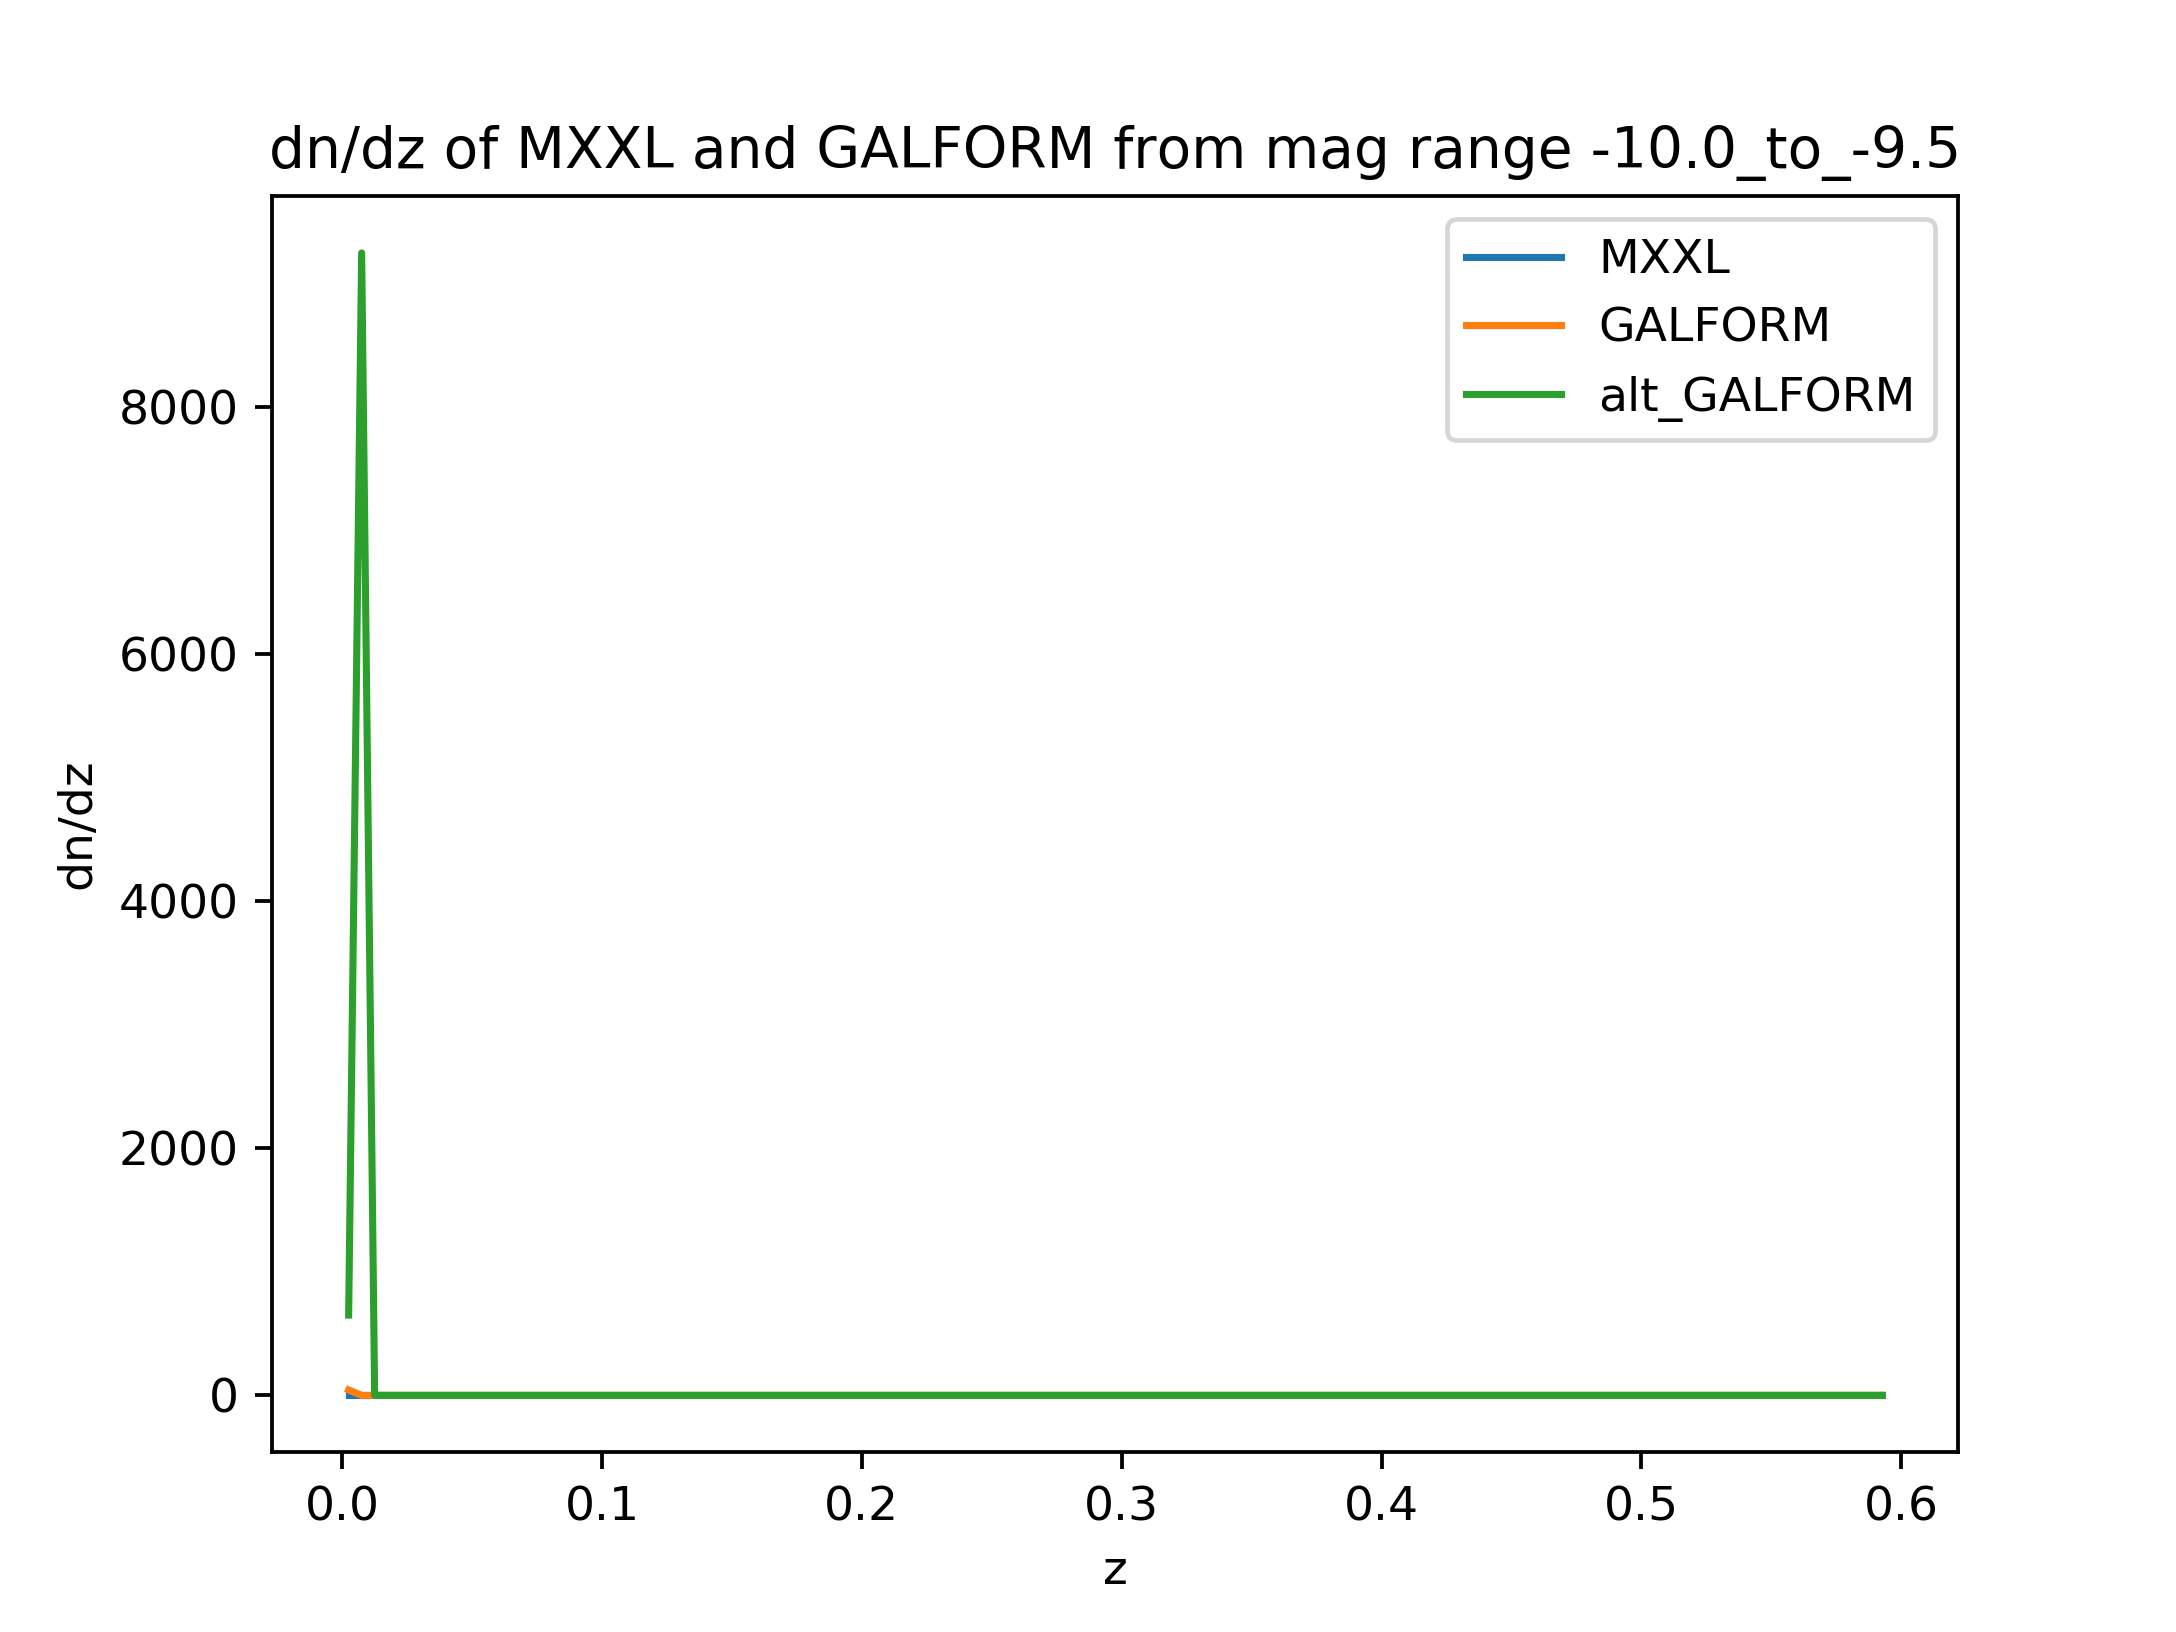 dn/dz of MXXL and GALFORM from mag range -10.0_to_-9.5
MXXL
GALFORM
alt_GALFORM
dn/dz
8000
6000
4000
2000
0
0.0 0.1 0.2 0.3 0.4 0.5 0.6
z